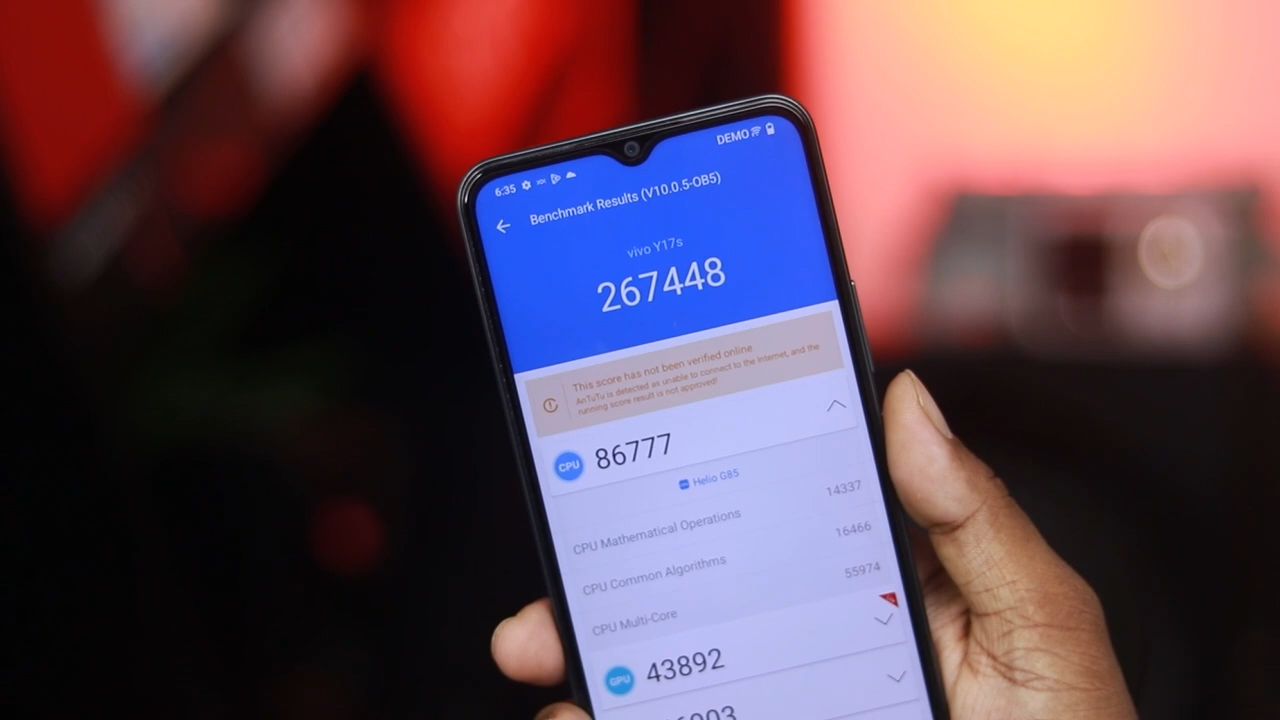 6:35
DEMO
Benchmark Results (V10.0.5-OB5)
vivo Y17s
267448
This score has not been verified online
AnTuTu is detected as unable to connect to the Internet, and the
running score result is not approved!
CPU 86777
Helio G85
CPU Mathematical Operations 14337
CPU Common Algorithms 16466
CPU Multi-Core 55974
GPU 43892